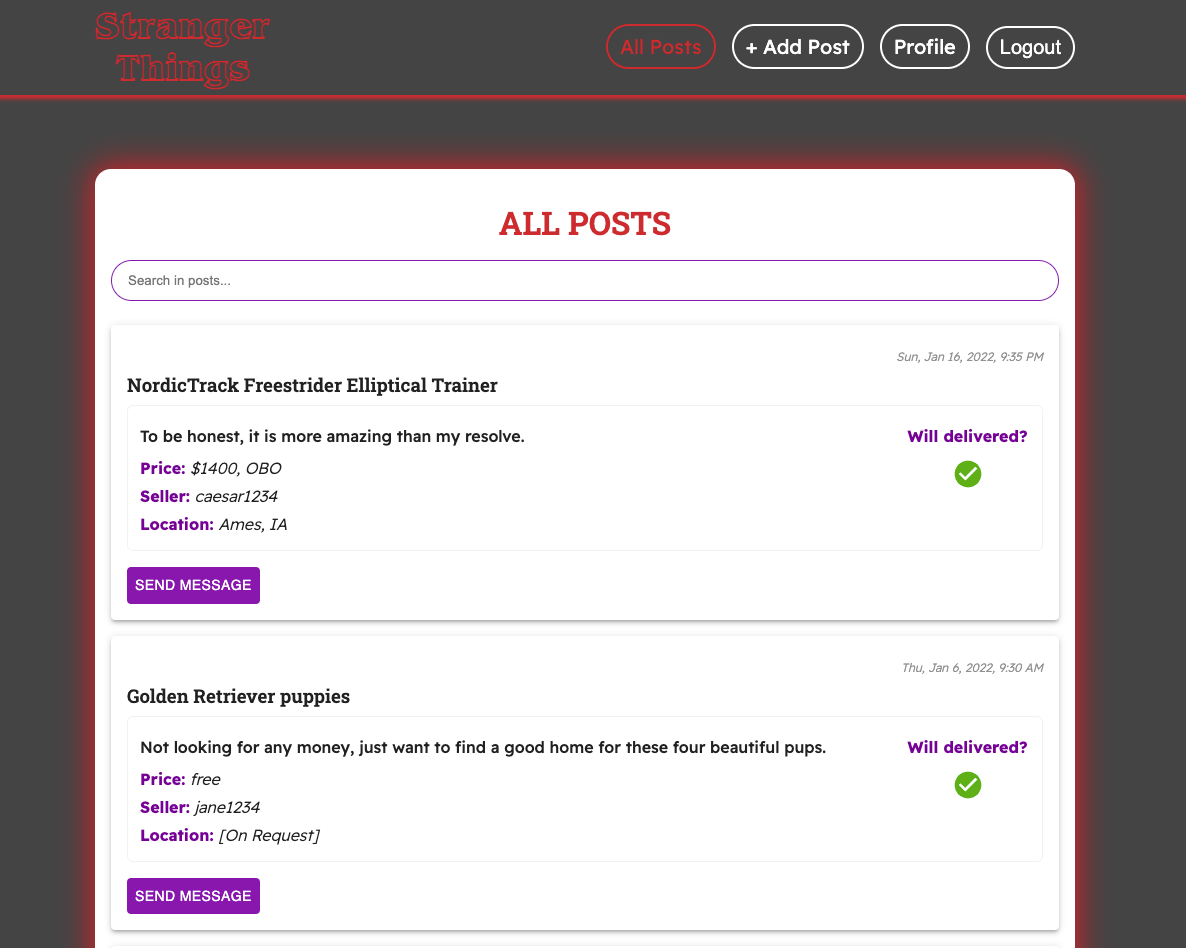 Stranger
Things
All Posts
+ Add Post
Profile
Logout
ALL POSTS
Search in posts...
Sun, Jan 16, 2022, 9:35 PM
NordicTrack Freestrider Elliptical Trainer
To be honest, it is more amazing than my resolve.
Will delivered?
Price: $1400, OBO
Seller: caesar1234
Location: Ames, IA
SEND MESSAGE
Thu, Jan 6, 2022, 9:30 AM
Golden Retriever puppies
Not looking for any money, just want to find a good home for these four beautiful pups.
Will delivered?
Price: free
Seller: jane1234
Location: [On Request]
SEND MESSAGE